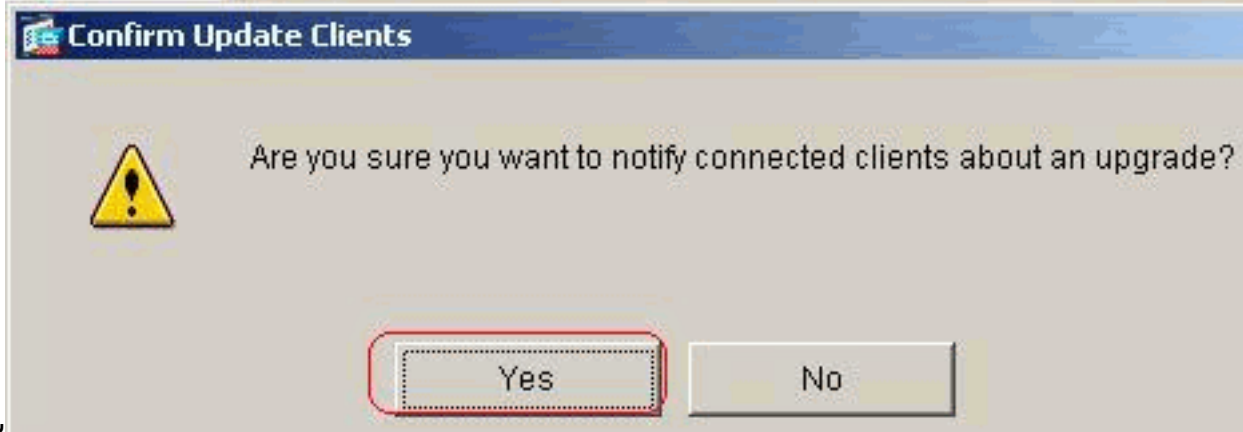 Confirm Update Clients
Are you sure you want to notify connected clients about an upgrade?
Yes
No